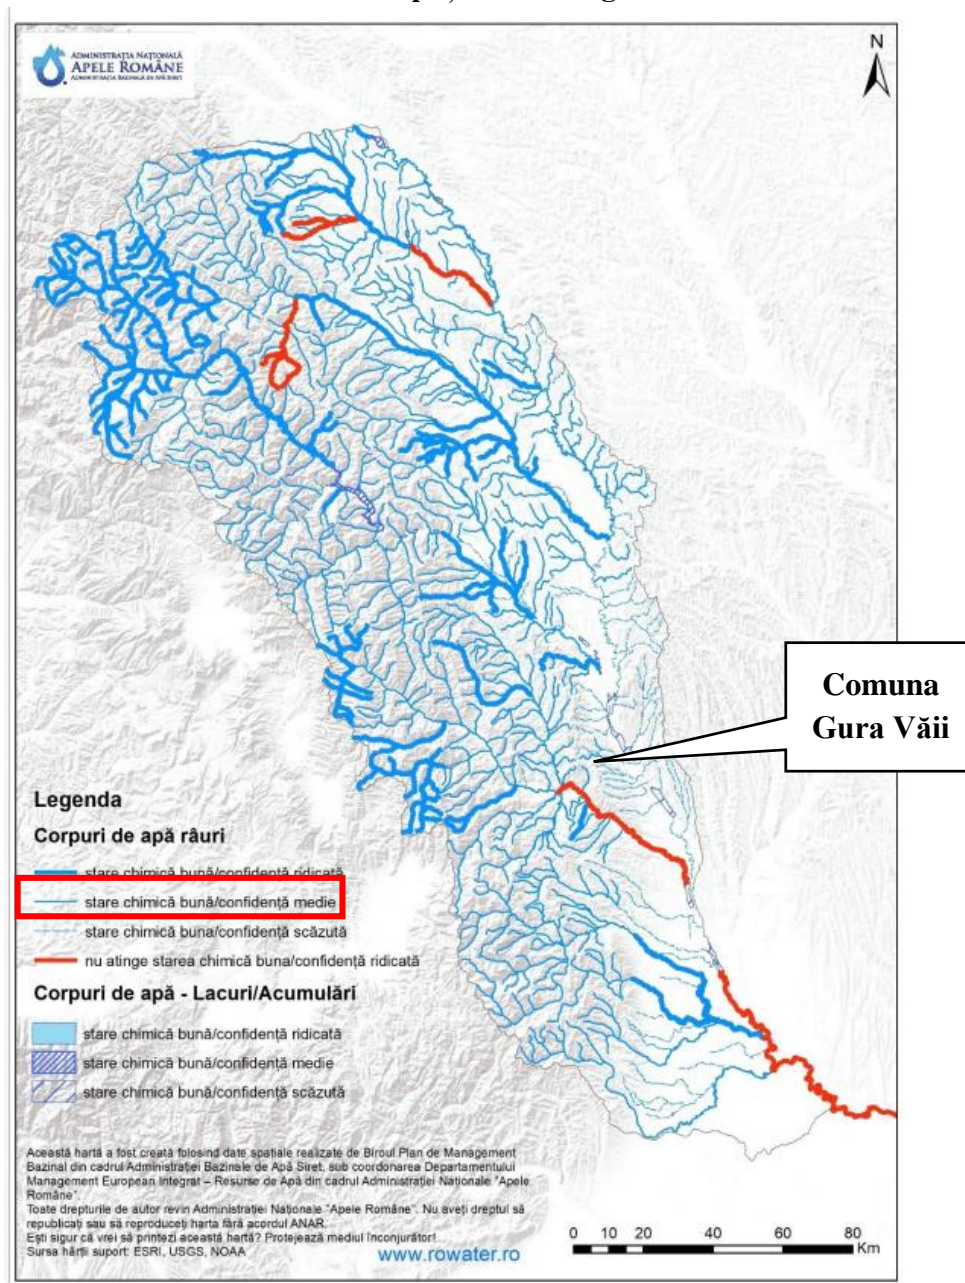 ADMINISTRAȚIA NAȚIONALĂ
APELE ROMÂNE
ADMINISTRAȚIA BAZINALĂ DE APĂ SIRET
N
Comuna
Gura Văii
Legenda
Corpuri de apă râuri
stare chimică bună/confidență ridicată
stare chimică bună/confidență medie
stare chimică buna/confidență scăzută
nu atinge starea chimică buna/confidență ridicată
Corpuri de apă - Lacuri/Acumulări
stare chimică bună/confidență ridicată
stare chimică bună/confidență medie
stare chimică bună/confidență scăzută
Această hartă a fost creată folosind date spațiale realizate de Biroul Plan de Management
Bazinal din cadrul Administrației Bazinale de Apă Siret, sub coordonarea Departamentului
Management European Integrat – Resurse de Apă din cadrul Administrației Naționale "Apele
Române".
Toate drepturile de autor revin Administrației Naționale "Apele Române". Nu aveți dreptul să
republicați sau să reproduceți harta fără acordul ANAR.
Ești sigur că vrei să printezi această hartă? Protejează mediul înconjurător!
Sursa hărții suport: ESRI, USGS, NOAA
www.rowater.ro
0 10 20 40 60 80
Km